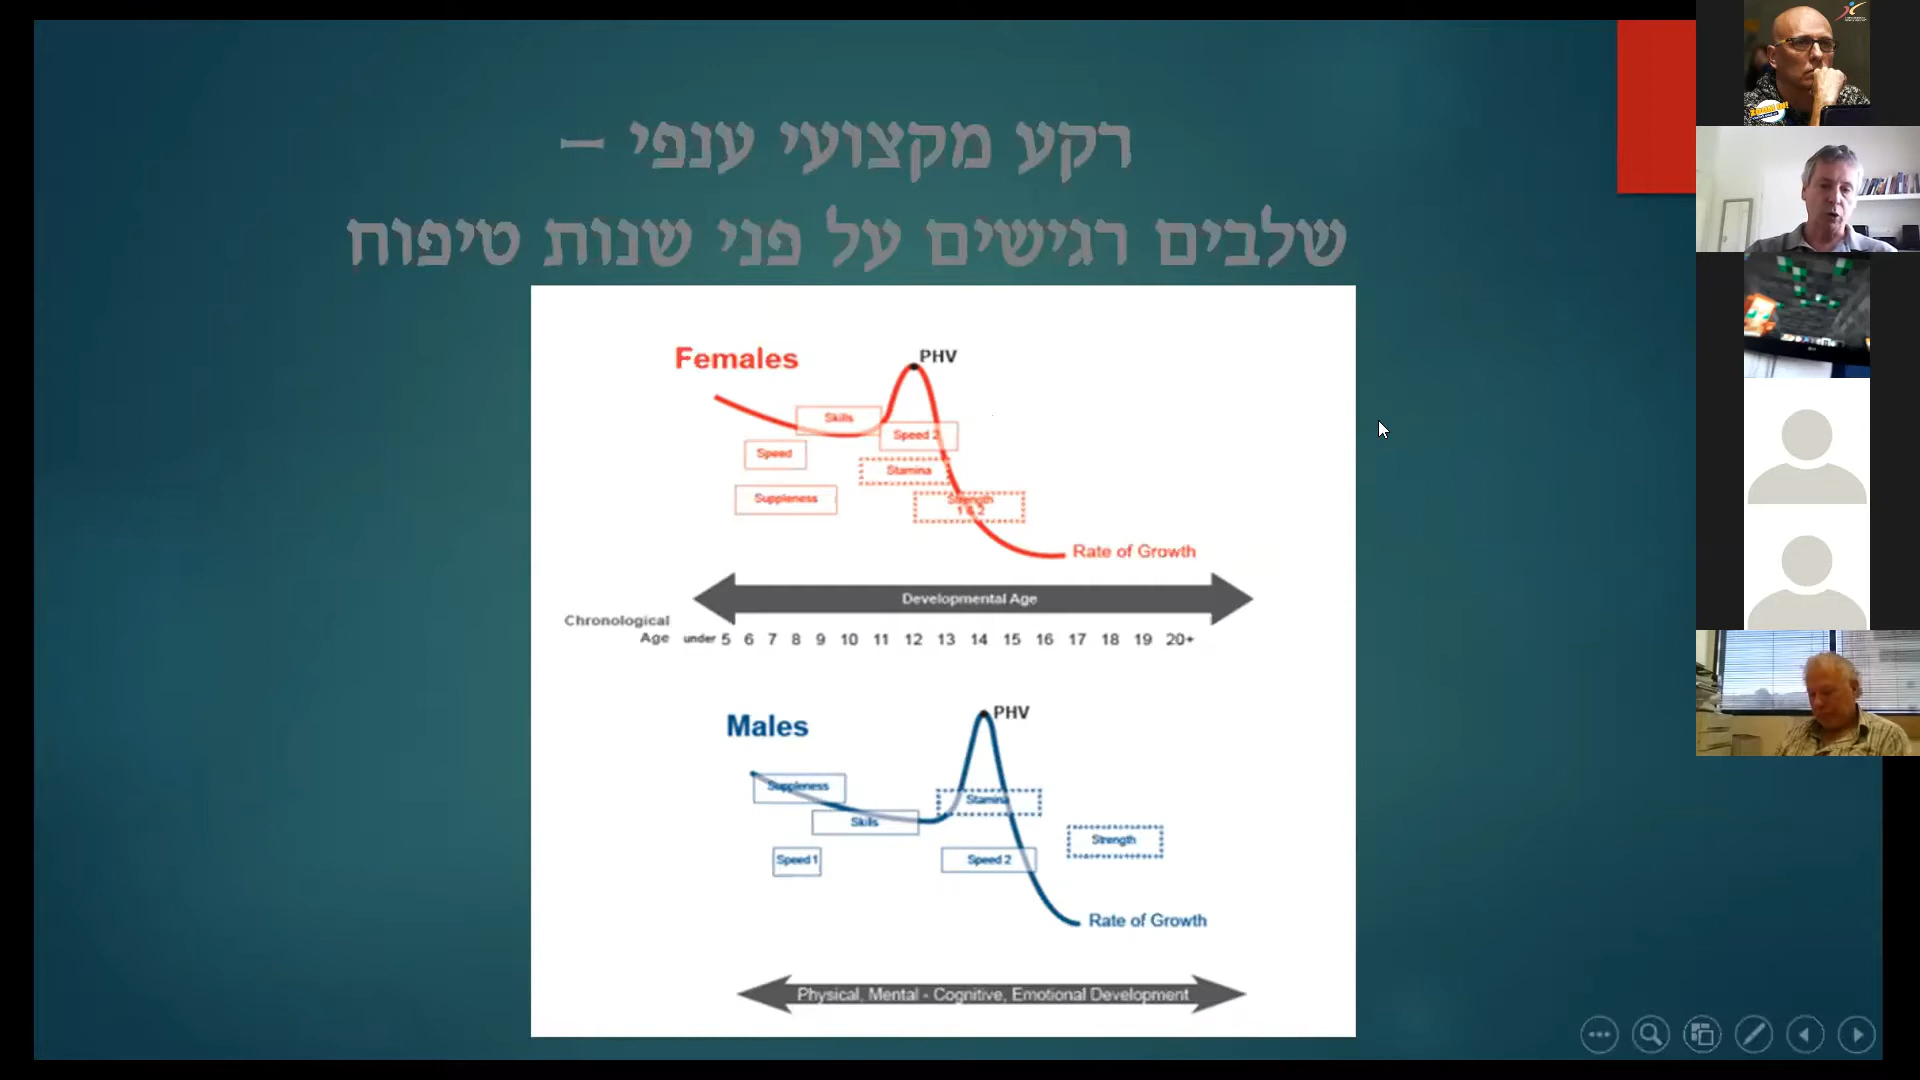 רקע מקצועי ענפי –
שלבים רגישים על פני שנות טיפוח
Females
PHV
Skills
Speed 2
Speed
Stamina
Suppleness
Strength
1 & 2
Rate of Growth
Developmental Age
Chronological
Age under 5 6 7 8 9 10 11 12 13 14 15 16 17 18 19 20+
PHV
Males
Suppleness
Stamina
Skills
Strength
Speed 1
Speed 2
Rate of Growth
Physical, Mental - Cognitive, Emotional Development